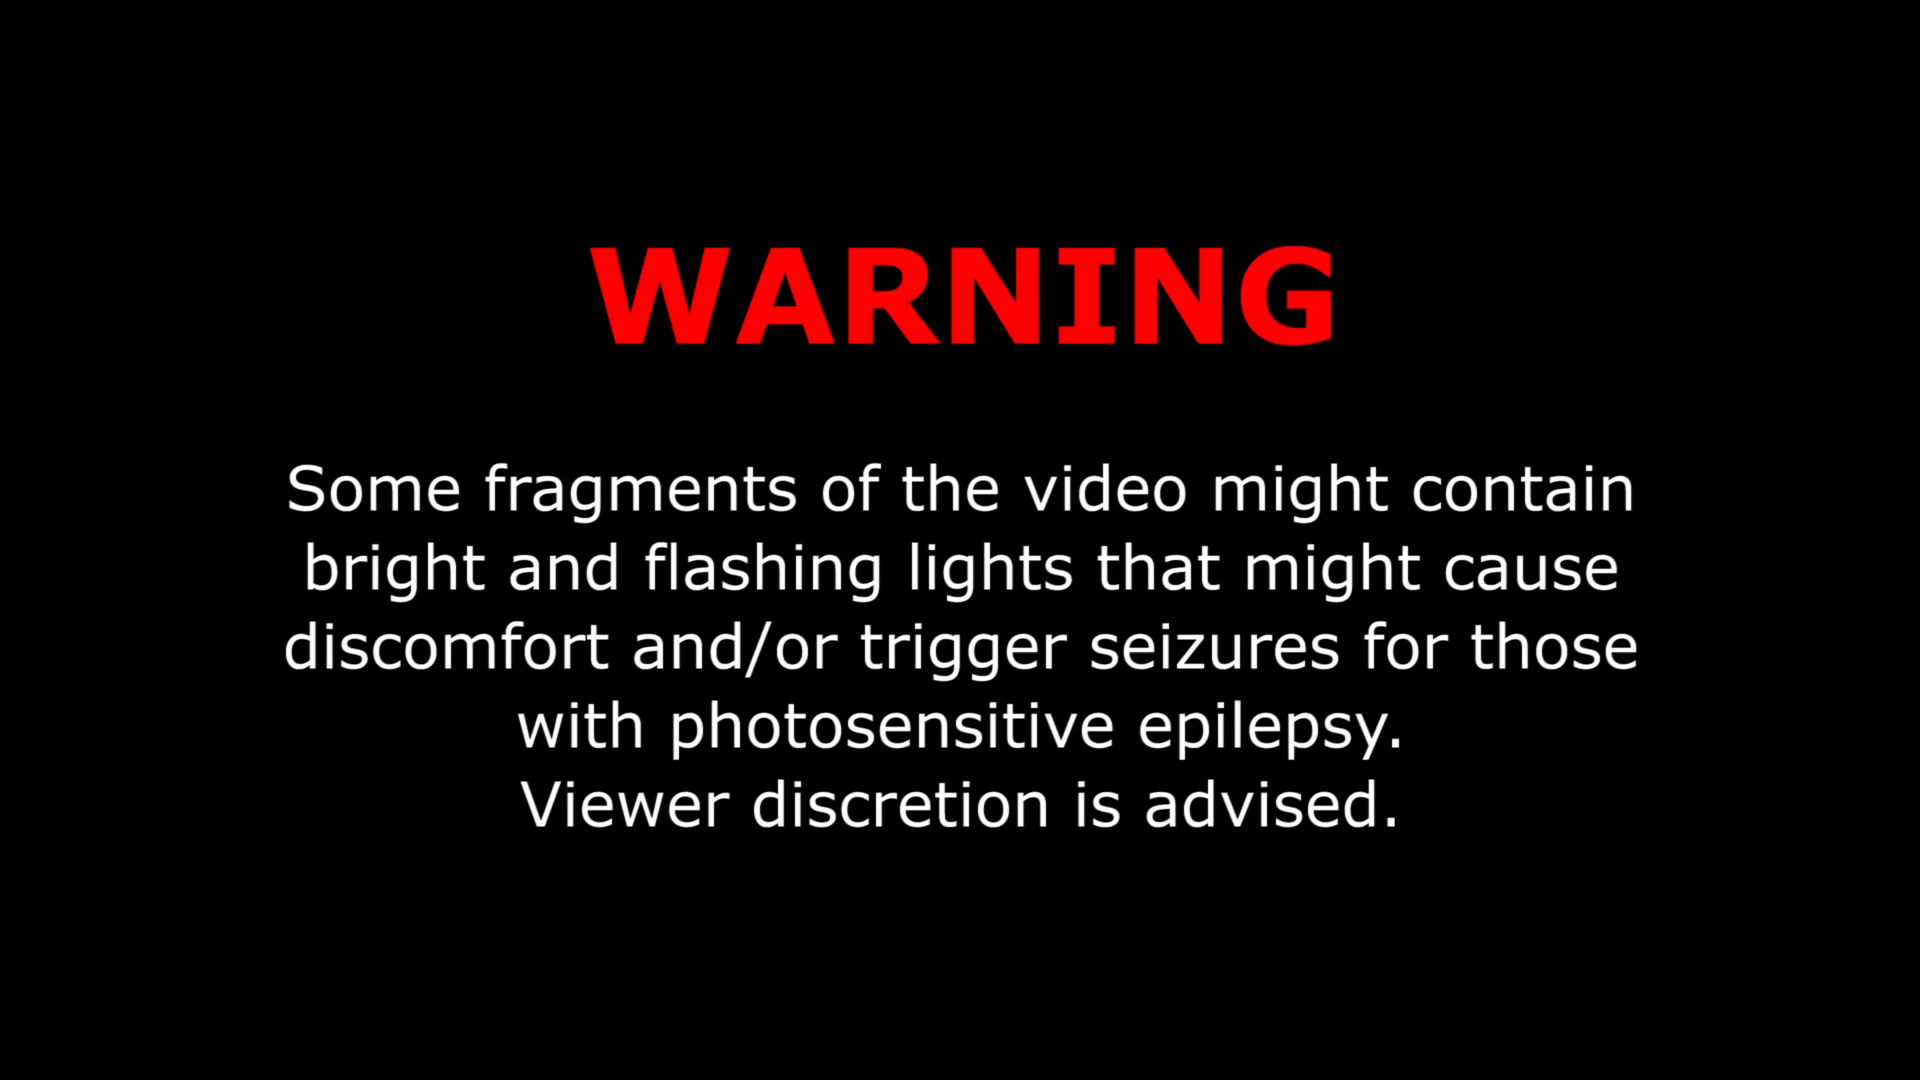 WARNING
Some fragments of the video might contain
bright and flashing lights that might cause
discomfort and/or trigger seizures for those
with photosensitive epilepsy.
Viewer discretion is advised.